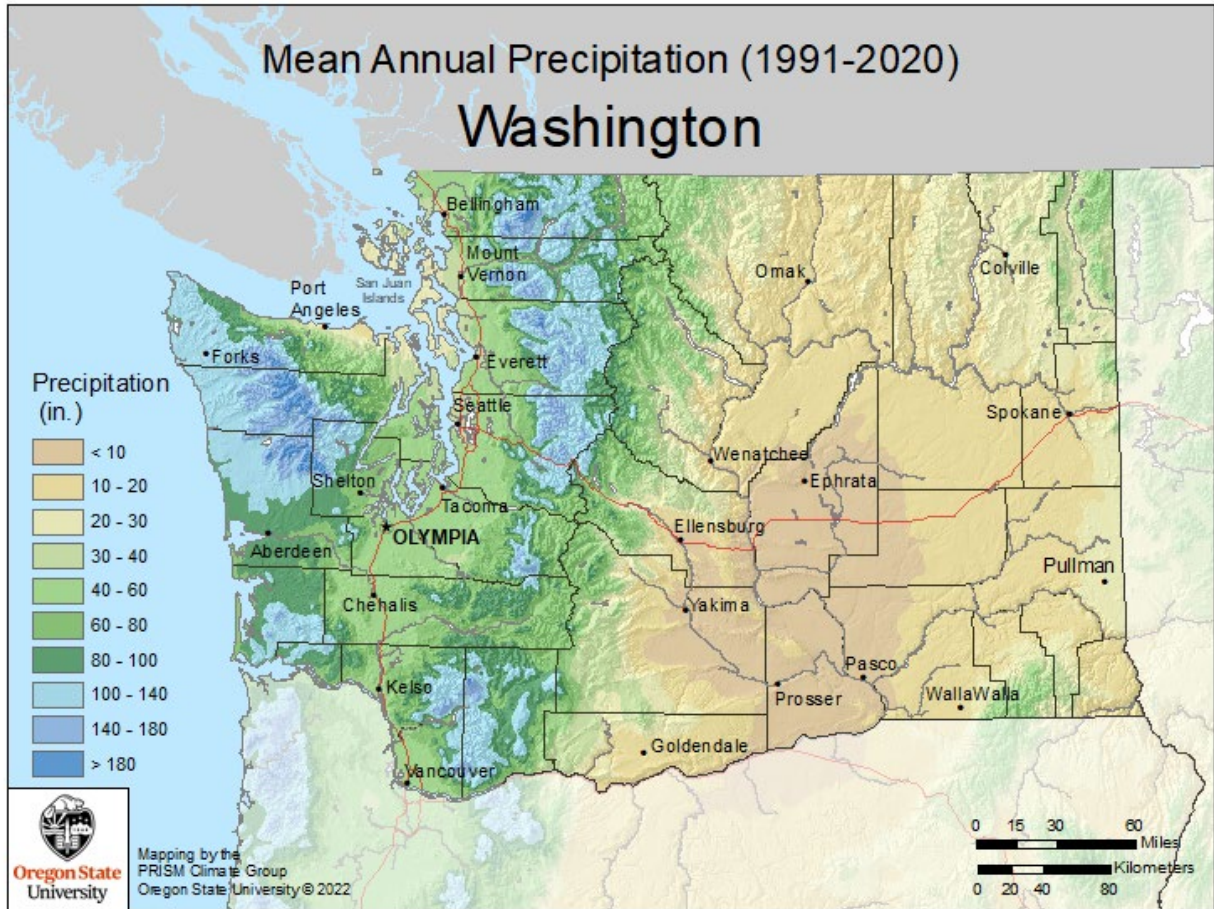 Mean Annual Precipitation (1991-2020)
Washington
Bellingham
Mount
Vernon
San Juan
Islands
Omak
Colville
Port
Angeles
Forks
Everett
Precipitation
(in.)
< 10
10 - 20
20 - 30
30 - 40
40 - 60
60 - 80
80 - 100
100 - 140
140 - 180
> 180
Seattle
Spokane
Wenatchee
Ephrata
Shelton
Tacoma
OLYMPIA
Ellensburg
Aberdeen
Pullman
Chehalis
Yakima
Pasco
Kelso
Prosser
WallaWalla
Goldendale
Vancouver
Oregon State
University
Mapping by the
PRISM Climate Group
Oregon State University © 2022
0 15 30 60
Miles
Kilometers
0 20 40 80